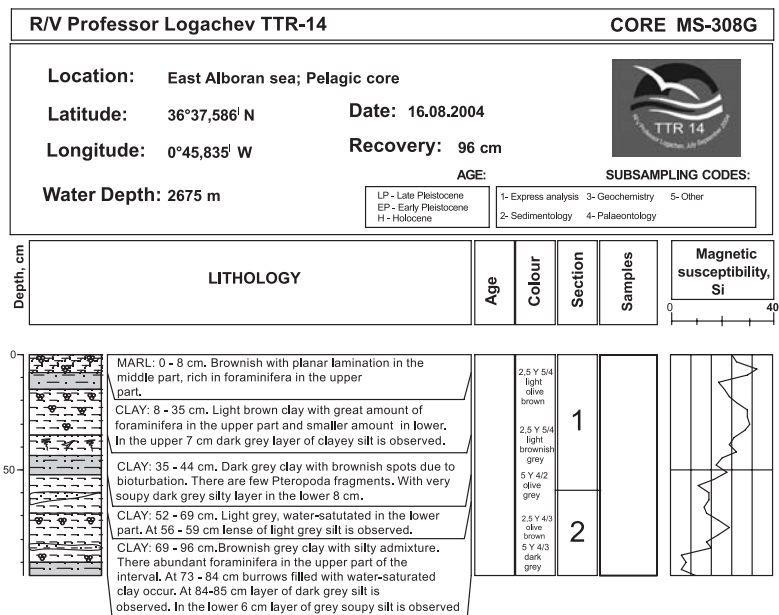 R/V Professor Logachev TTR-14 CORE MS-308G
Location: East Alboran sea; Pelagic core
Latitude: 36°37,586' N Date: 16.08.2004
Longitude: 0°45,835' W Recovery: 96 cm
Water Depth: 2675 m
TTR 14
R/V Professor Logachev, July-September 2004
AGE:
LP - Late Pleistocene
EP - Early Pleistocene
H - Holocene
SUBSAMPLING CODES:
1- Express analysis 3- Geochemistry 5- Other
2- Sedimentology 4- Palaeontology
Depth, cm
LITHOLOGY
Age
Colour
Section
Samples
Magnetic
susceptibility,
Si
0 40
0
50
MARL: 0 - 8 cm. Brownish with planar lamination in the
middle part, rich in foraminifera in the upper
part.
CLAY: 8 - 35 cm. Light brown clay with great amount of
foraminifera in the upper part and smaller amount in lower.
In the upper 7 cm dark grey layer of clayey silt is observed.
CLAY: 35 - 44 cm. Dark grey clay with brownish spots due to
bioturbation. There are few Pteropoda fragments. With very
soupy dark grey silty layer in the lower 8 cm.
CLAY: 52 - 69 cm. Light grey, water-satutated in the lower
part. At 56 - 59 cm lense of light grey silt is observed.
CLAY: 69 - 96 cm.Brownish grey clay with silty admixture.
There abundant foraminifera in the upper part of the
interval. At 73 - 84 cm burrows filled with water-saturated
clay occur. At 84-85 cm layer of dark grey silt is
observed. In the lower 6 cm layer of grey soupy silt is observed
2,5 Y 5/4
light
olive
brown
2,5 Y 5/4
light
brownish
grey
5 Y 4/2
olive
grey
2,5 Y 4/3
olive
brown
5 Y 4/3
dark
grey
1
2